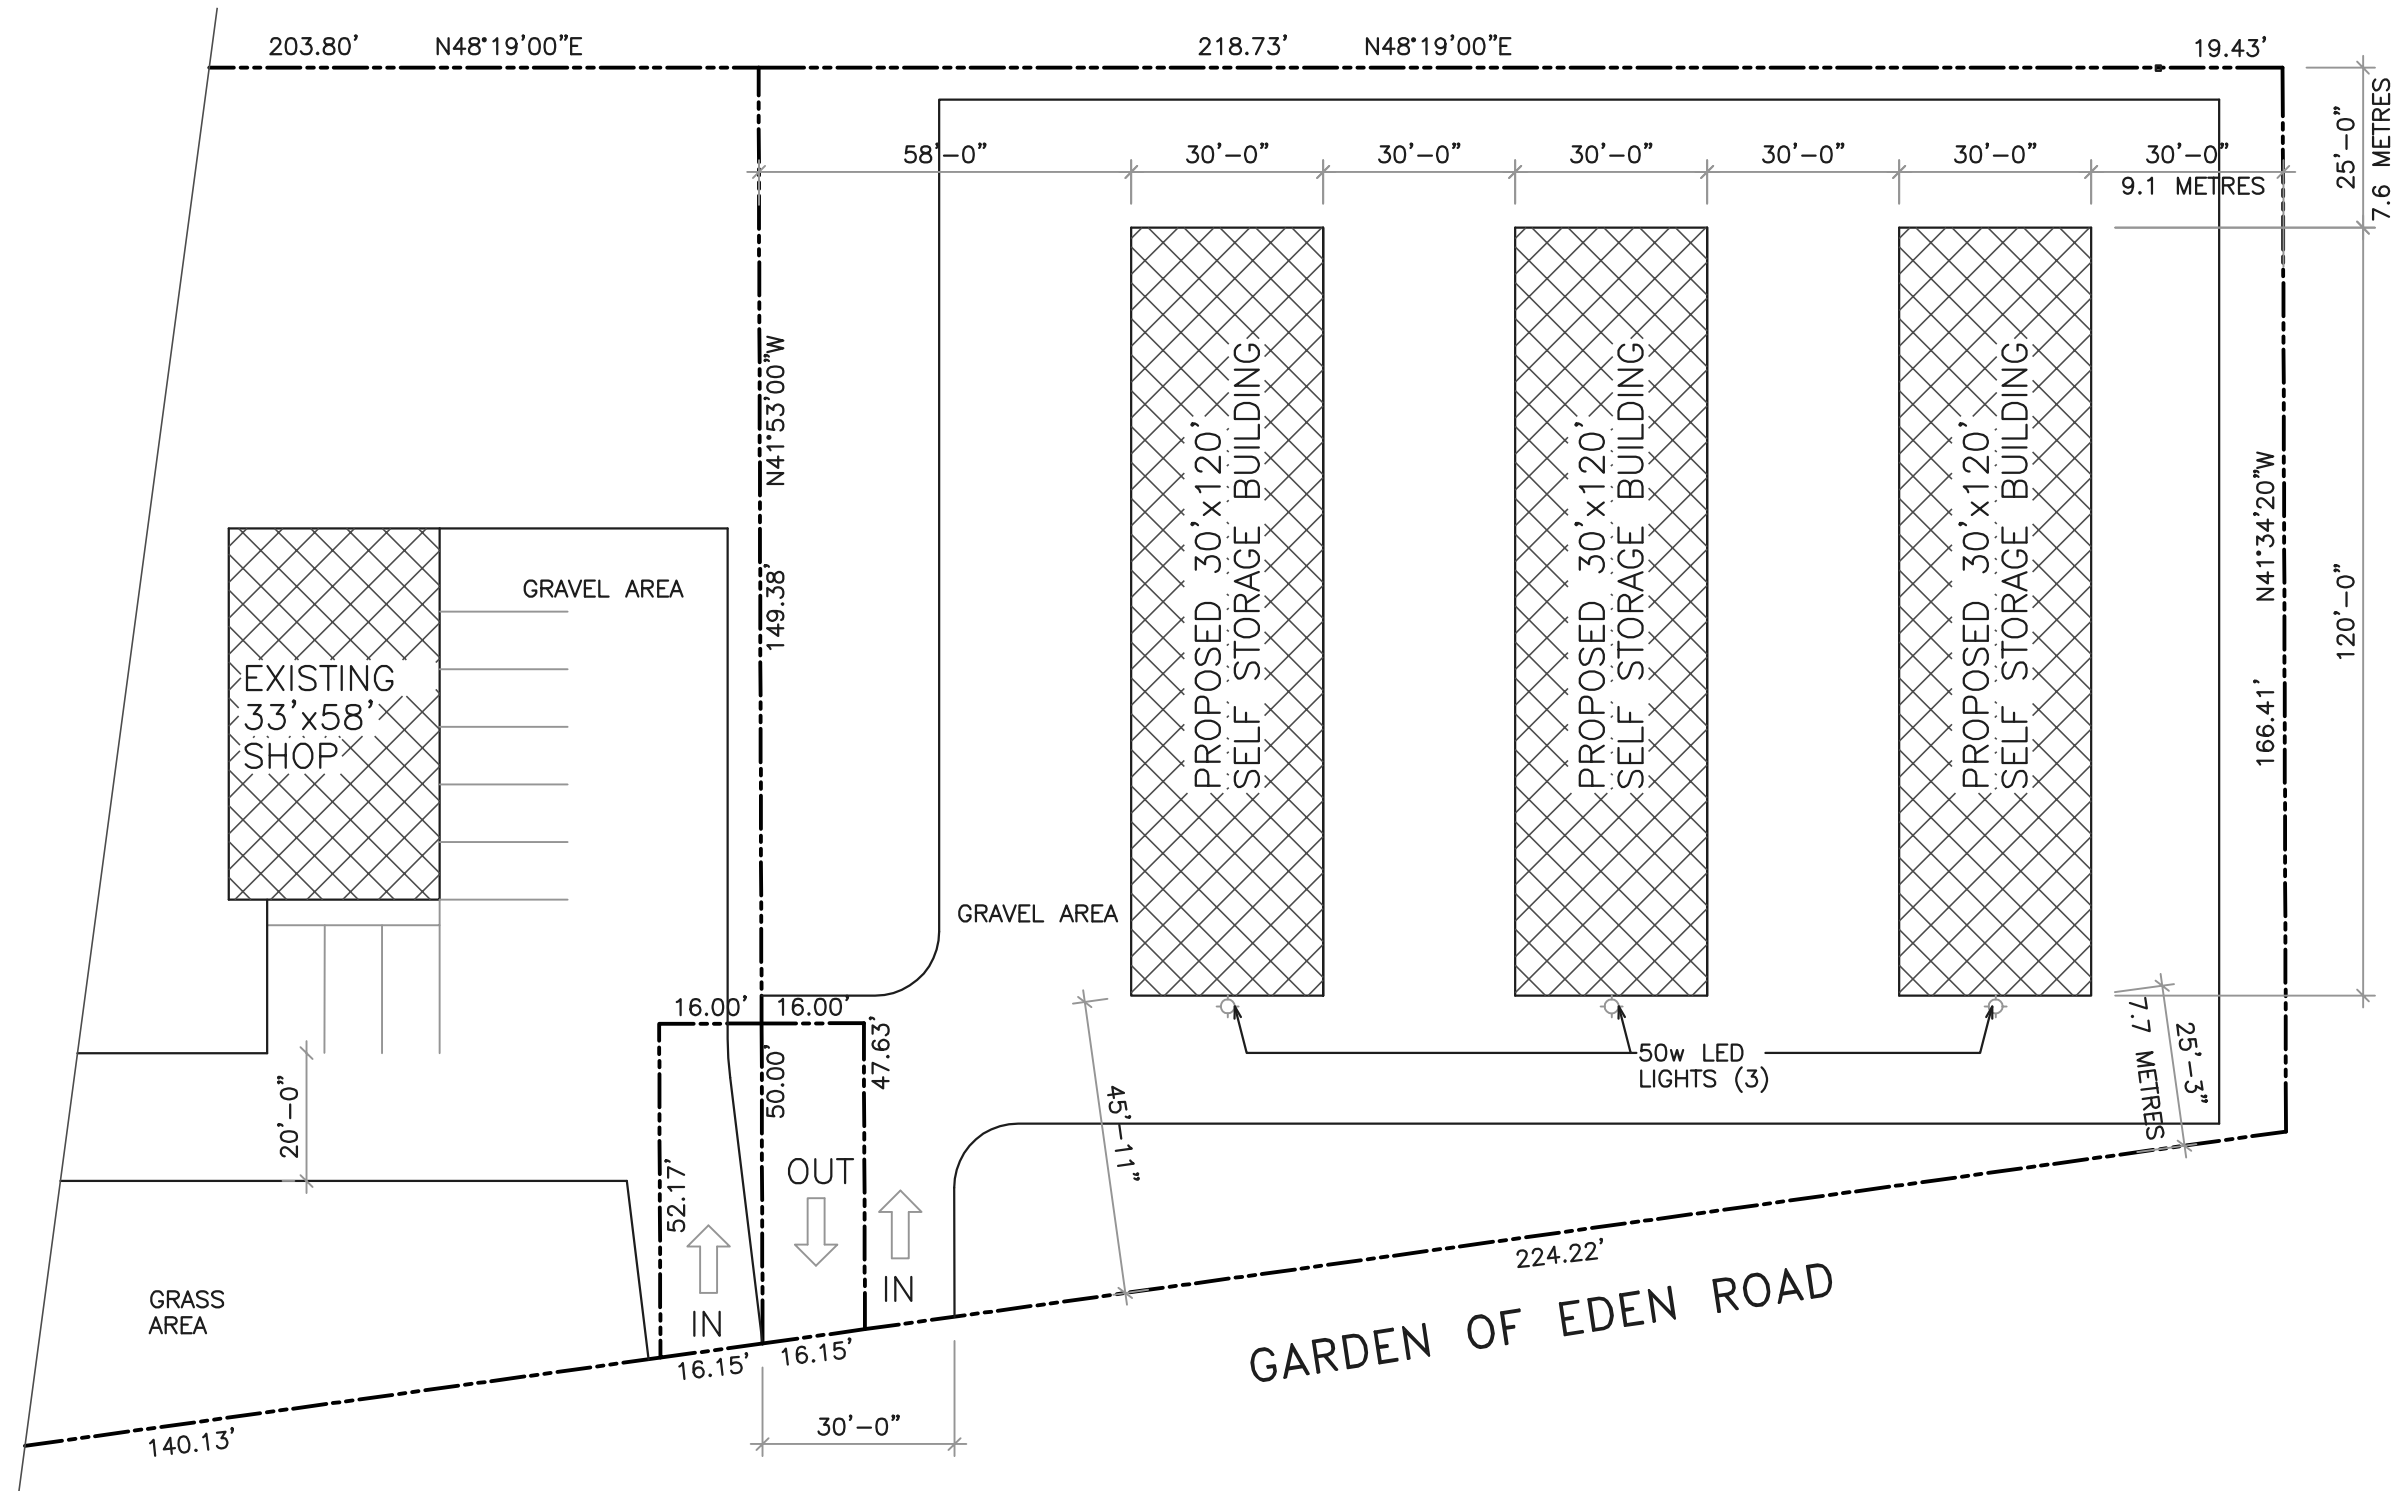 203.80' N48°19'00"E
218.73' N48°19'00"E
19.43'
58'-0"
30'-0"
30'-0"
30'-0"
30'-0"
30'-0"
30'-0"
9.1 METRES
25'-0"
7.6 METRES
N41°53'00"W
149.38'
PROPOSED 30'x120'
SELF STORAGE BUILDING
PROPOSED 30'x120'
SELF STORAGE BUILDING
PROPOSED 30'x120'
SELF STORAGE BUILDING
N41°34'20"W
166.41'
120'-0"
GRAVEL AREA
EXISTING
33'x58'
SHOP
GRAVEL AREA
16.00'
16.00'
50.00'
47.63'
50w LED
LIGHTS (3)
25'-3"
7.7 METRES
20'-0"
45'-11"
52.17'
OUT
IN
IN
GRASS
AREA
16.15'
16.15'
224.22'
GARDEN OF EDEN ROAD
140.13'
30'-0"